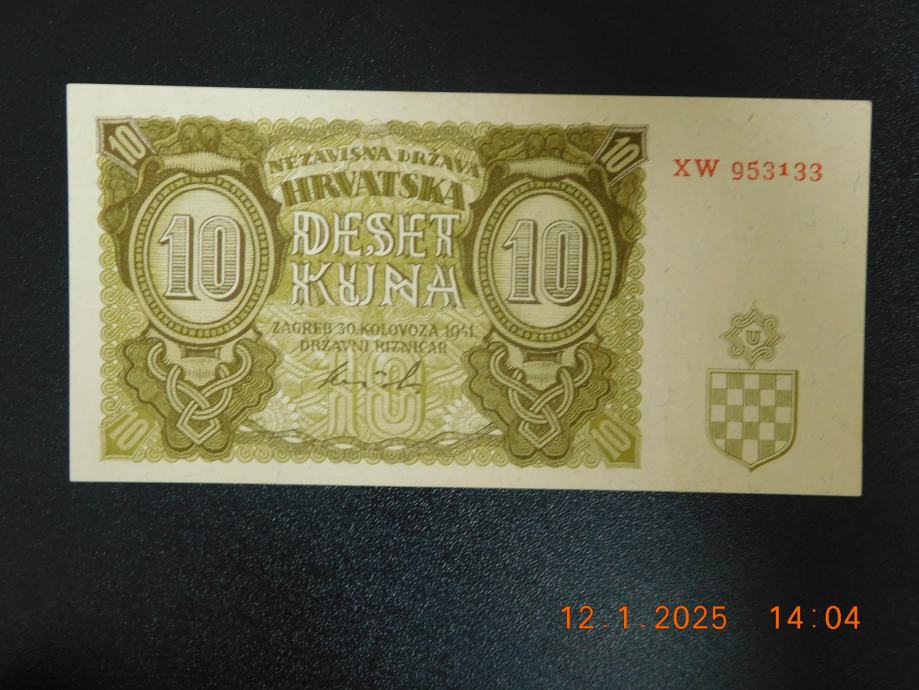 10
10
NEZAVISNA DRŽAVA
HRVATSKA
XW 953133
DESET
KUNA
10
10
ZAGREB 30. KOLOVOZA 1941.
DRŽAVNI RIZNIČAR
10
10
10
U
12.1.2025 14:04